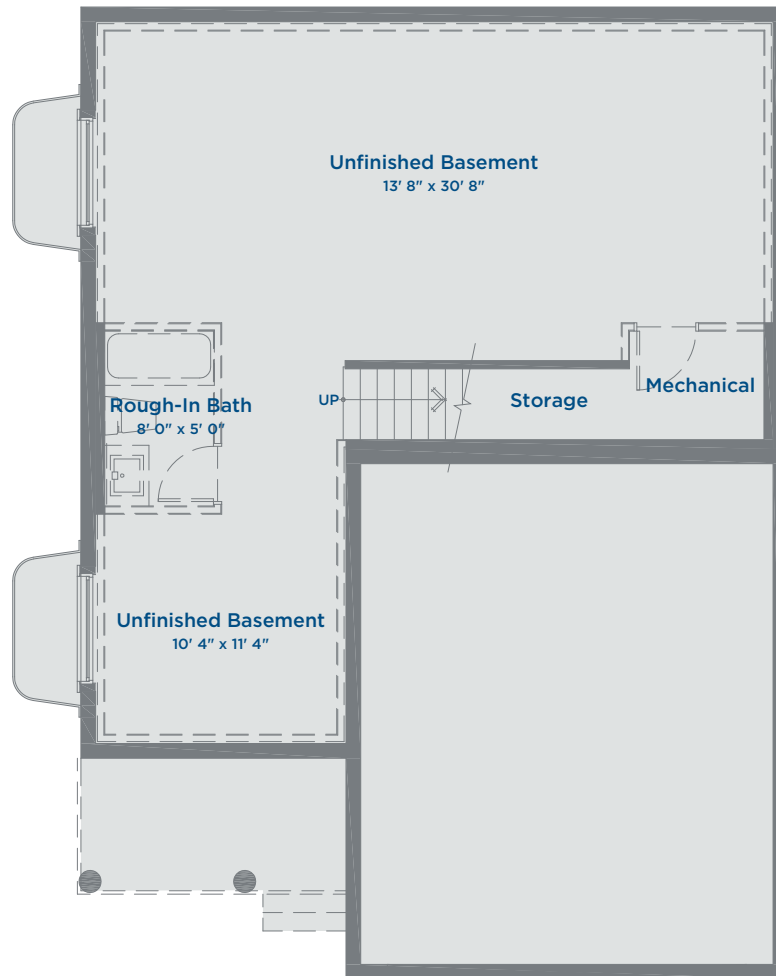 Unfinished Basement
13' 8" x 30' 8"
Rough-In Bath
8' 0" x 5' 0"
UP
Storage
Mechanical
Unfinished Basement
10' 4" x 11' 4"